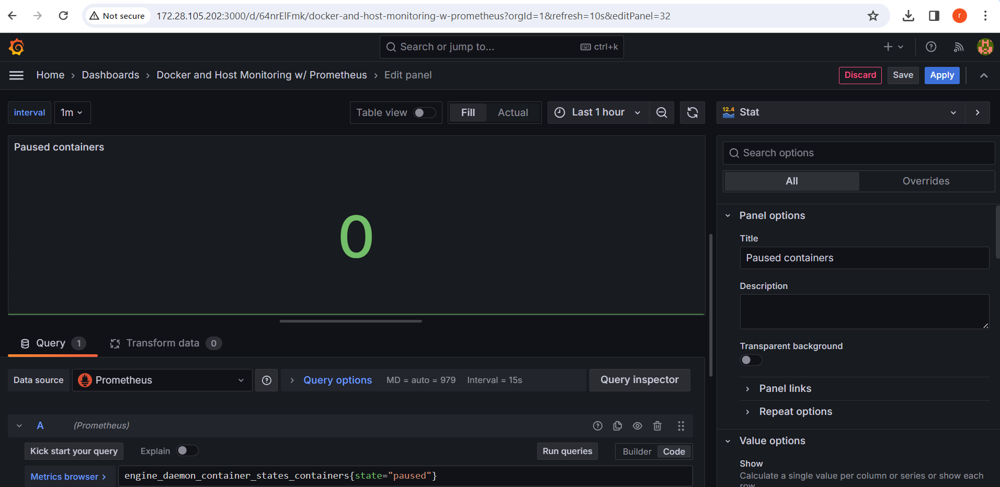 Not secure 172.28.105.202:3000/d/64nrElFmk/docker-and-host-monitoring-w-prometheus?orgId=1&refresh=10s&editPanel=32 r
Search or jump to... ctrl+k
Home › Dashboards › Docker and Host Monitoring w/ Prometheus › Edit panel Discard Save Apply
interval 1m Table view Fill Actual Last 1 hour 12.4 Stat
Paused containers
0
Search options
All Overrides
Panel options
Title
Paused containers
Description
Transparent background
Panel links
Repeat options
Value options
Show
Calculate a single value per column or series or show each
row
Query 1 Transform data 0
Data source Prometheus Query options MD = auto = 979 Interval = 15s Query inspector
A (Prometheus)
Kick start your query Explain Run queries Builder Code
Metrics browser > engine_daemon_container_states_containers{state="paused"}